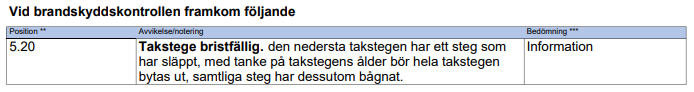 Vid brandskyddskontrollen framkom följande
Position ** Avvikelse/notering Bedömning ***
5.20 Takstege bristfällig. den nedersta takstegen har ett steg som Information
har släppt, med tanke på takstegens ålder bör hela takstegen
bytas ut, samtliga steg har dessutom bågnat.